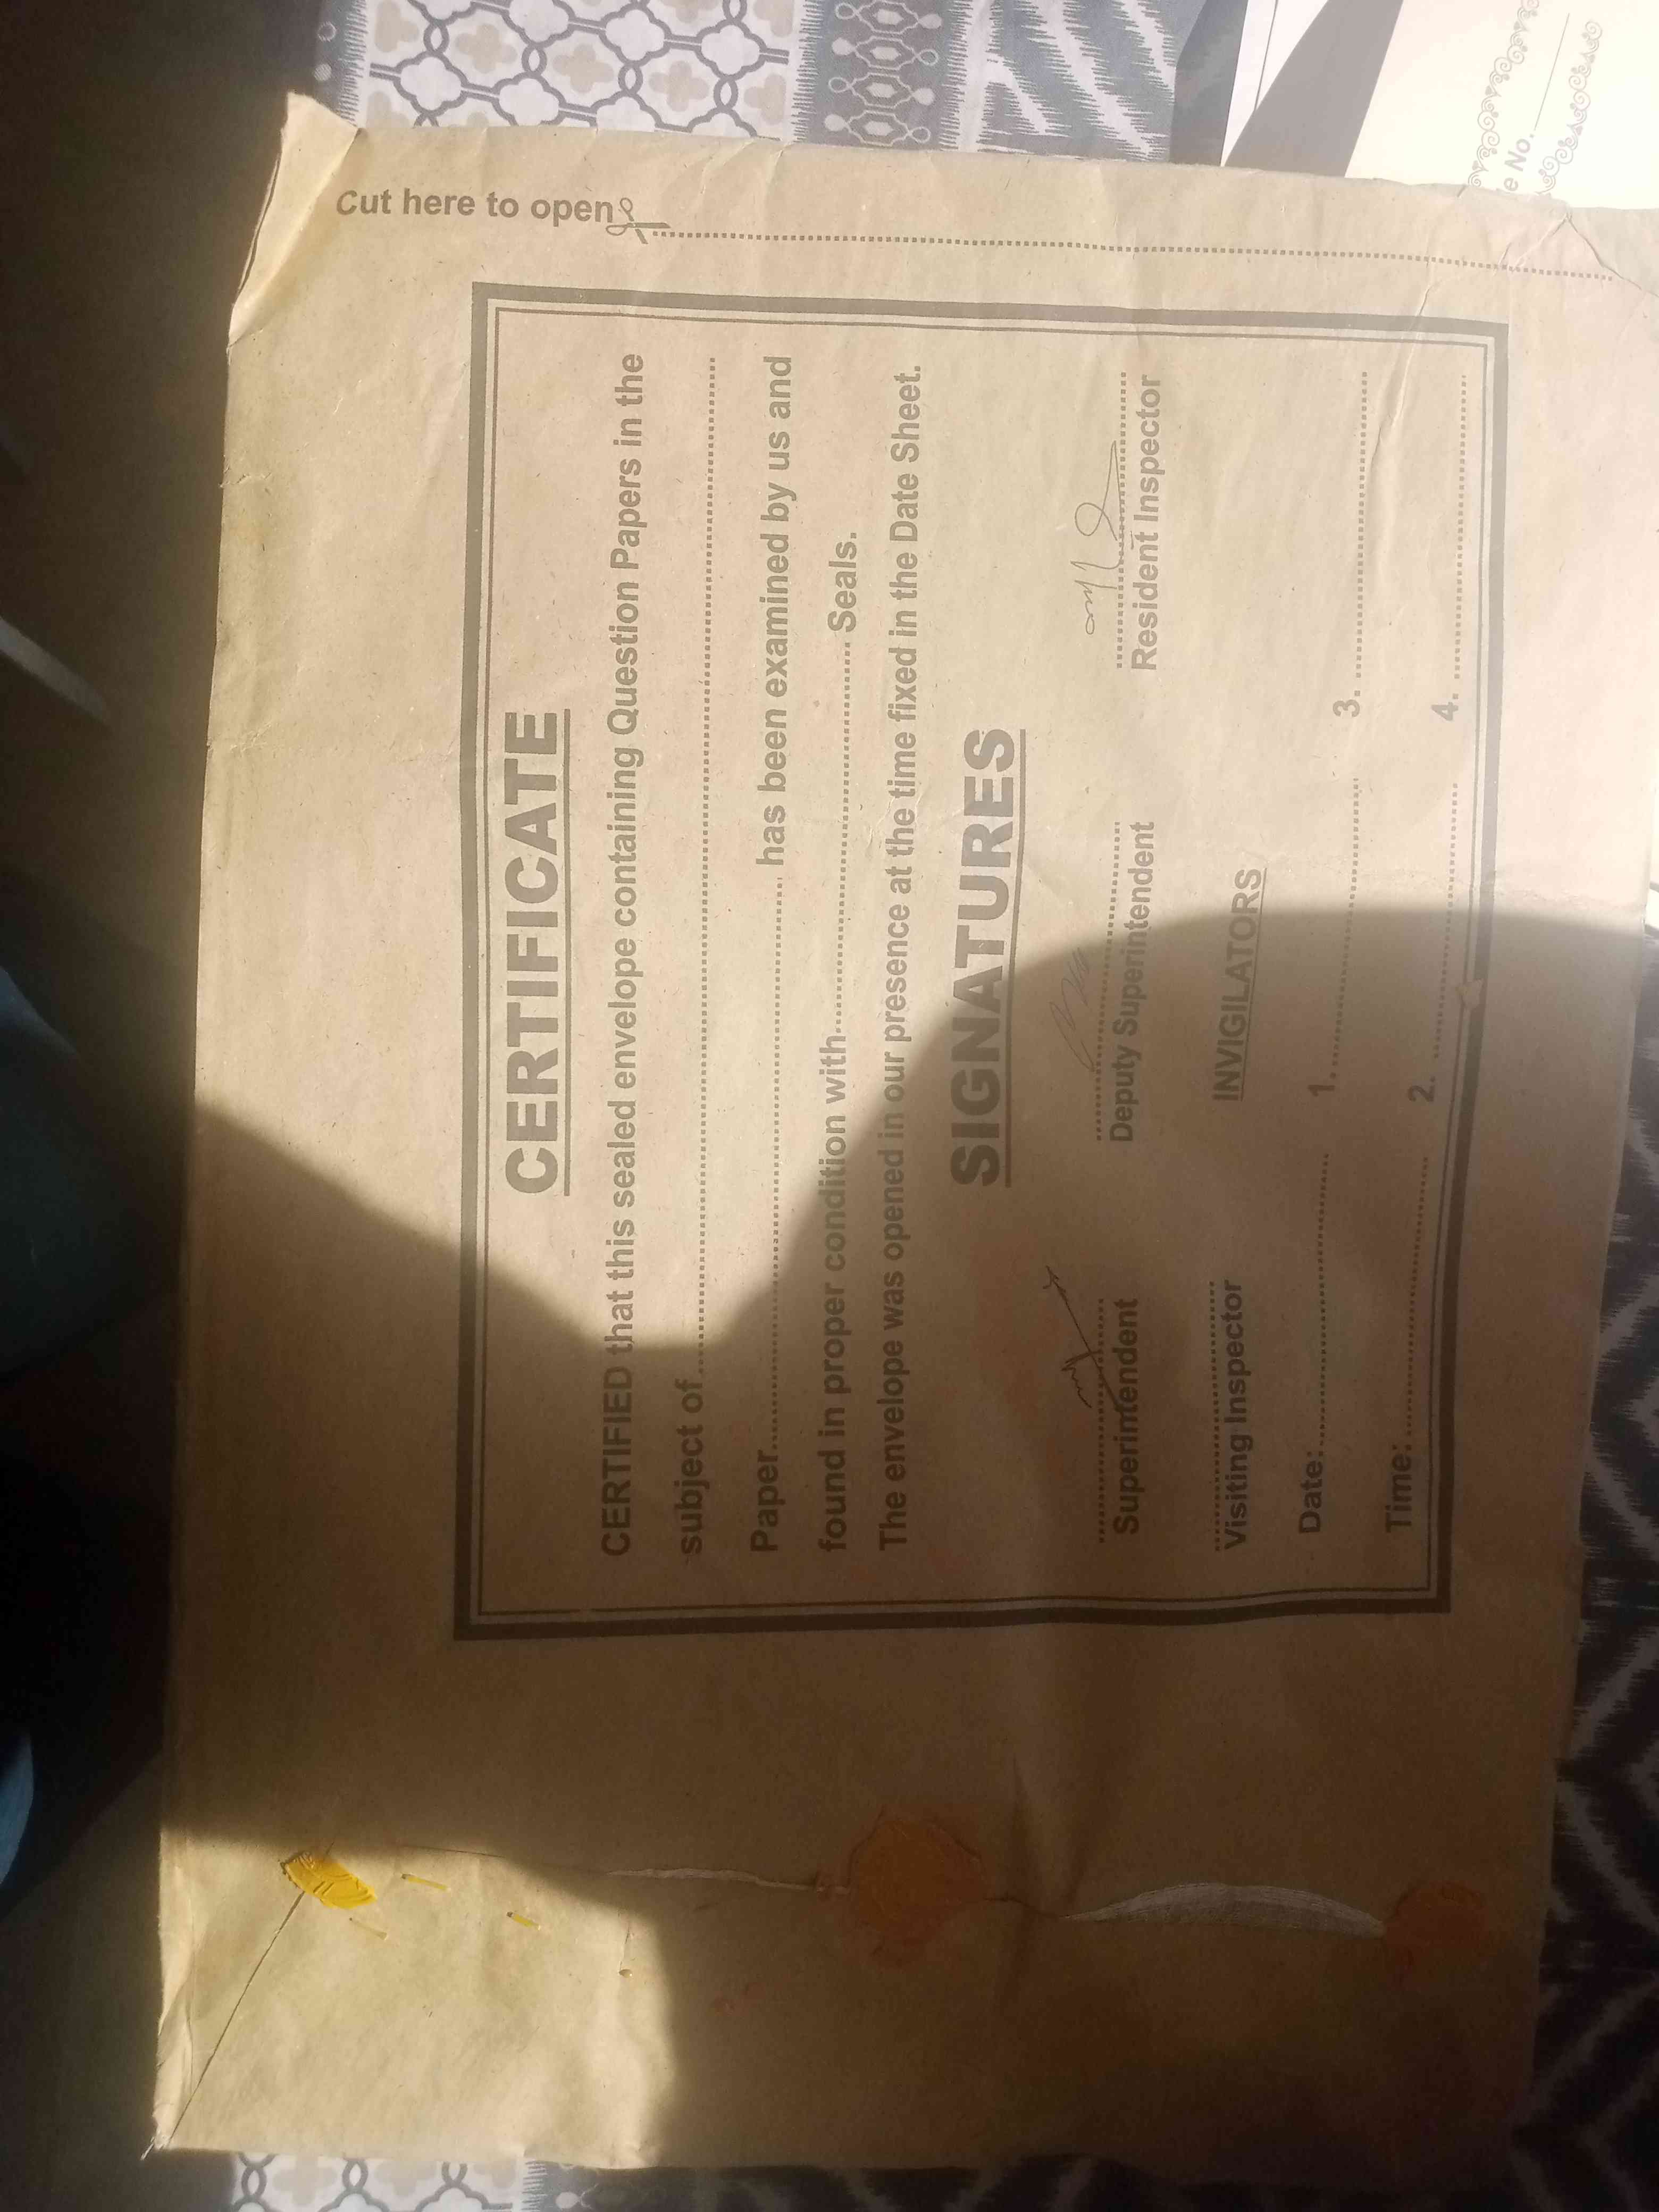 Cut here to open
CERTIFICATE
CERTIFIED that this sealed envelope containing Question Papers in the
subject of........................................
Paper........................................ has been examined by us and
found in proper condition with........................................ Seals.
The envelope was opened in our presence at the time fixed in the Date Sheet.
SIGNATURES
Superintendent Deputy Superintendent Resident Inspector
Visiting Inspector INVIGILATORS
Date:.................... 1. .................... 3. ....................
Time:.................... 2. .................... 4. ....................
No.